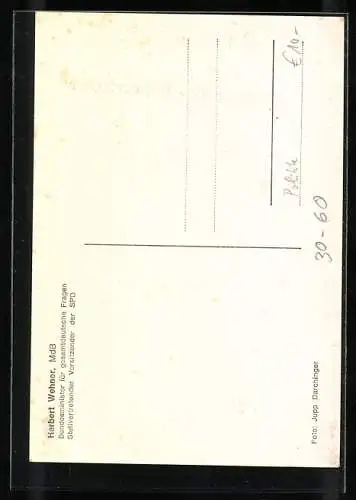 Herbert Wehner, MdB
Bundesminister für gesamtdeutsche Fragen
Stellvertretender Vorsitzender der SPD
Foto: Jupp Darchinger
Politik
€ 10,-
30-60